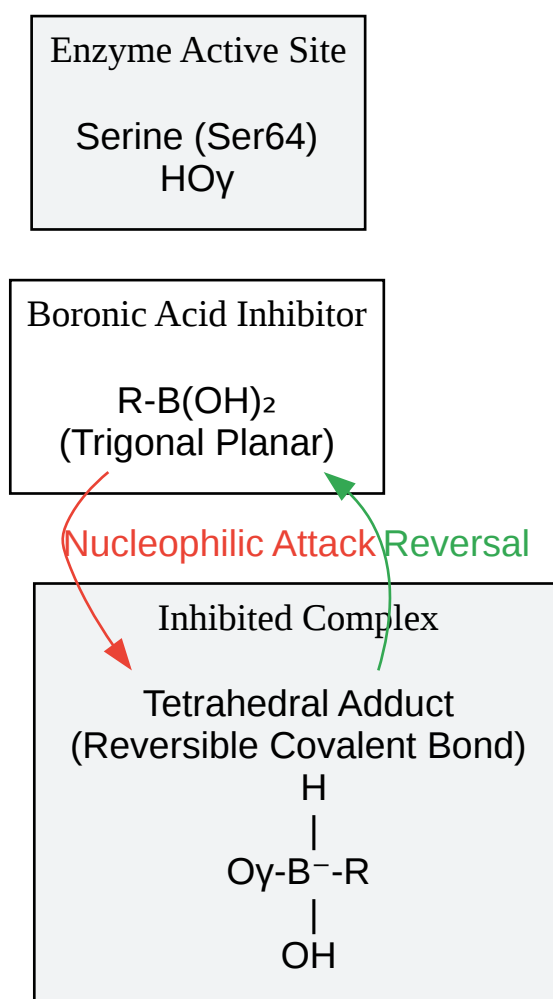 Enzyme Active Site
Serine (Ser64)
HOγ
Boronic Acid Inhibitor
R-B(OH)₂
(Trigonal Planar)
Nucleophilic Attack
Reversal
Inhibited Complex
Tetrahedral Adduct
(Reversible Covalent Bond)
H
|
Oγ-B⁻-R
|
OH